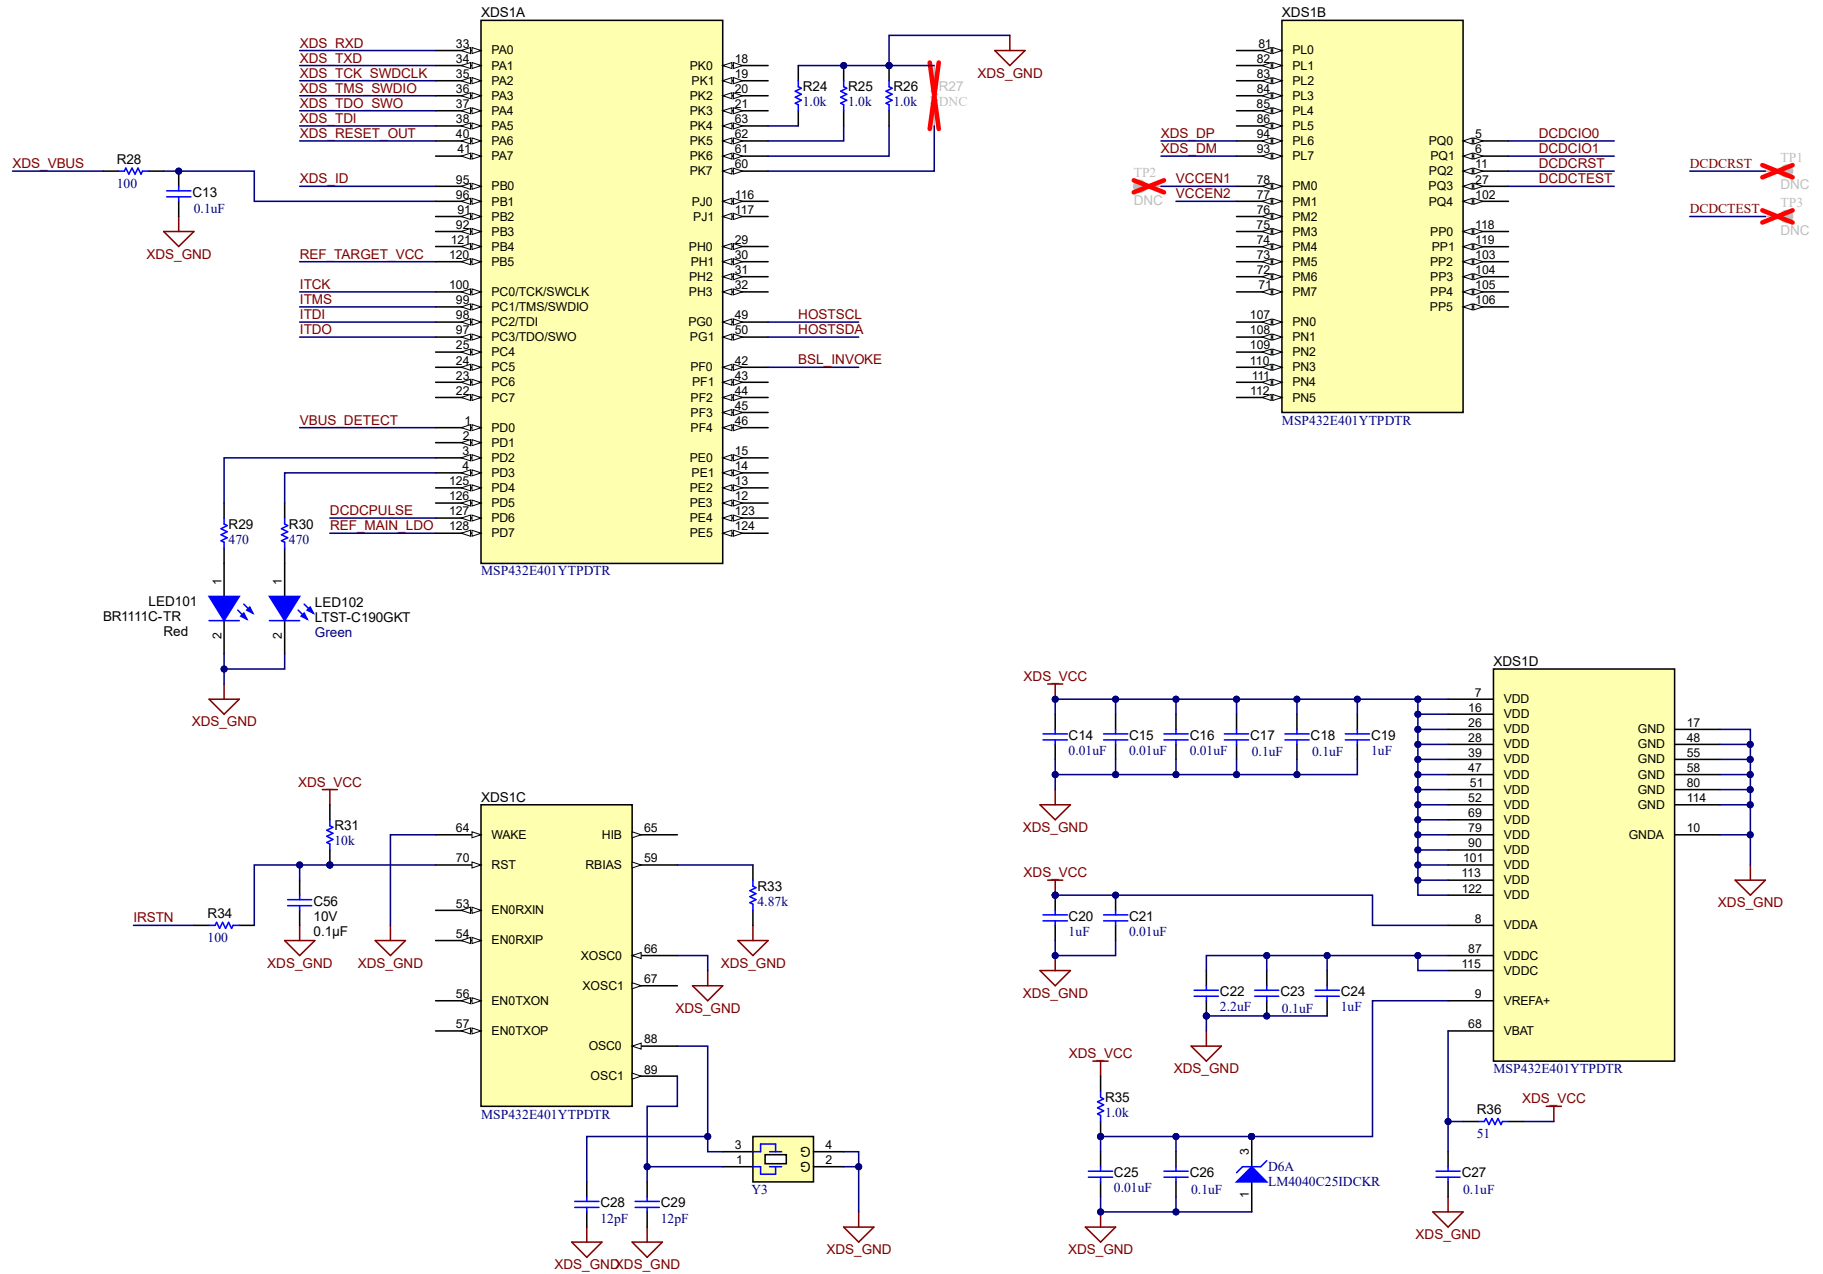 XDS1A
XDS_RXD 33 PA0
XDS_TXD 34 PA1
XDS_TCK_SWDCLK 35 PA2
XDS_TMS_SWDIO 36 PA3
XDS_TDO_SWO 37 PA4
XDS_TDI 38 PA5
XDS_RESET_OUT 40 PA6
41 PA7
XDS_VBUS R28 100
C13 0.1uF
XDS_GND
XDS_ID 95 PB0
96 PB1
91 PB2
92 PB3
121 PB4
REF_TARGET_VCC 120 PB5
ITCK 100 PC0/TCK/SWCLK
ITMS 99 PC1/TMS/SWDIO
ITDI 98 PC2/TDI
ITDO 97 PC3/TDO/SWO
25 PC4
24 PC5
23 PC6
22 PC7
VBUS_DETECT 1 PD0
2 PD1
3 PD2
4 PD3
125 PD4
126 PD5
DCDCPULSE 127 PD6
REF_MAIN_LDO 128 PD7
PK0 18
PK1 19
PK2 20
PK3 21
PK4 63
PK5 62
PK6 61
PK7 60
PJ0 116
PJ1 117
PH0 29
PH1 30
PH2 31
PH3 32
PG0 49 HOSTSCL
PG1 50 HOSTSDA
PF0 42 BSL_INVOKE
PF1 43
PF2 44
PF3 45
PF4 46
PE0 15
PE1 14
PE2 13
PE3 12
PE4 123
PE5 124
MSP432E401YTPDTR
R24 1.0k
R25 1.0k
R26 1.0k
R27 DNC
XDS_GND
R29 470
R30 470
1 1
LED101
BR1111C-TR
Red
LED102
LTST-C190GKT
Green
2 2
XDS_GND
XDS1B
81 PL0
82 PL1
83 PL2
84 PL3
85 PL4
86 PL5
XDS_DP 94 PL6
XDS_DM 93 PL7
TP2 DNC
VCCEN1 78 PM0
VCCEN2 77 PM1
76 PM2
75 PM3
74 PM4
73 PM5
72 PM6
71 PM7
107 PN0
108 PN1
109 PN2
110 PN3
111 PN4
112 PN5
PQ0 5 DCDCIO0
PQ1 6 DCDCIO1
PQ2 11 DCDCRST
PQ3 27 DCDCTEST
PQ4 102
PP0 118
PP1 119
PP2 103
PP3 104
PP4 105
PP5 106
MSP432E401YTPDTR
DCDCRST TP1 DNC
DCDCTEST TP3 DNC
XDS1C
XDS_VCC
R31 10k
64 WAKE
70 RST
IRSTN R34 100
C56
10V
0.1µF
XDS_GND
XDS_GND
53 EN0RXIN
54 EN0RXIP
56 EN0TXON
57 EN0TXOP
HIB 65
RBIAS 59
R33 4.87k
XDS_GND
XOSC0 66
XOSC1 67
XDS_GND
OSC0 88
OSC1 89
MSP432E401YTPDTR
3 G 4
1 G 2
Y3
C28 12pF
C29 12pF
XDS_GND
XDS_GND
XDS_GND
XDS1D
XDS_VCC
C14 0.01uF
C15 0.01uF
C16 0.01uF
C17 0.1uF
C18 0.1uF
C19 1uF
XDS_GND
7 VDD
16 VDD
26 VDD
28 VDD
39 VDD
47 VDD
51 VDD
52 VDD
69 VDD
79 VDD
90 VDD
101 VDD
113 VDD
122 VDD
GND 17
GND 48
GND 55
GND 58
GND 80
GND 114
GNDA 10
XDS_GND
XDS_VCC
C20 1uF
C21 0.01uF
XDS_GND
8 VDDA
87 VDDC
115 VDDC
9 VREFA+
68 VBAT
C22 2.2uF
C23 0.1uF
C24 1uF
XDS_GND
MSP432E401YTPDTR
XDS_VCC
R35 1.0k
C25 0.01uF
C26 0.1uF
3
D6A
LM4040C25IDCKR
1
XDS_GND
XDS_VCC
R36 51
C27 0.1uF
XDS_GND